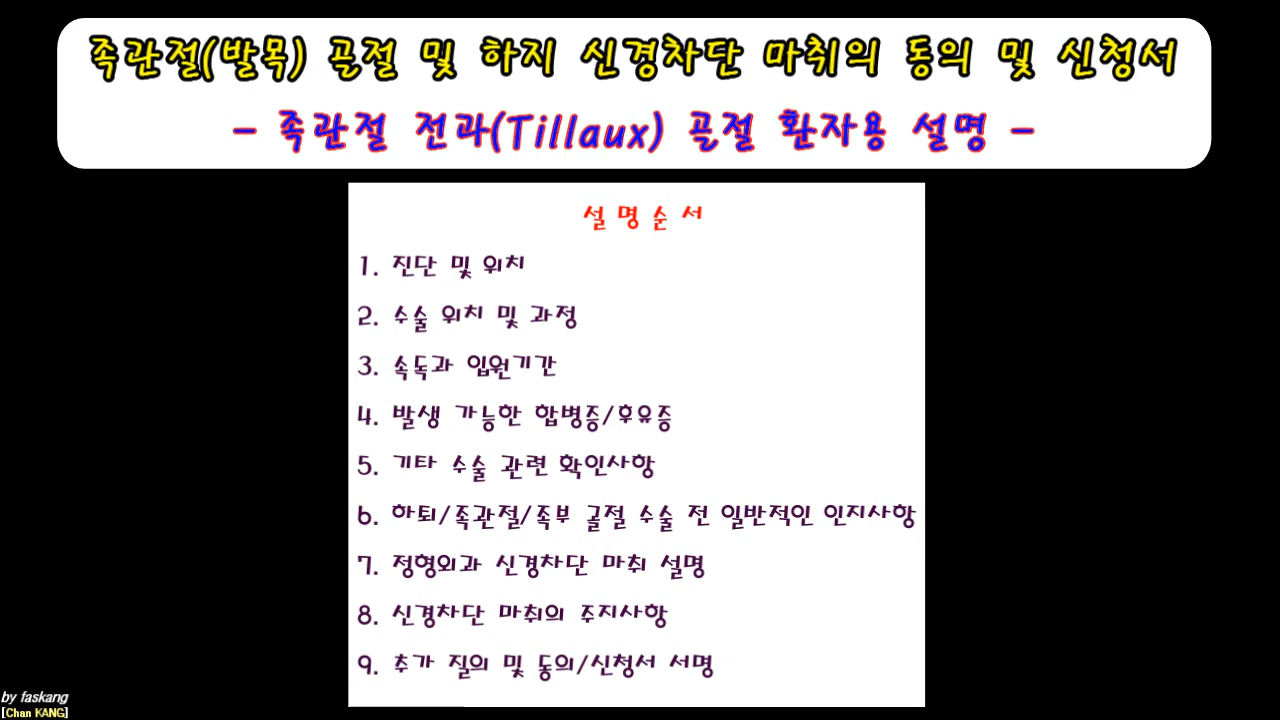 족관절(발목) 골절 및 하지 신경차단 마취의 동의 및 신청서
- 족관절 전과(Tillaux) 골절 환자용 설명 -
설 명 순 서
1. 진단 및 위치
2. 수술 위치 및 과정
3. 속독과 입원기간
4. 발생 가능한 합병증/후유증
5. 기타 수술 관련 확인사항
6. 하퇴/족관절/족부 골절 수술 전 일반적인 인지사항
7. 정형외과 신경차단 마취 설명
8. 신경차단 마취의 주지사항
9. 추가 질의 및 동의/신청서 서명
by faskang
[Chan KANG]